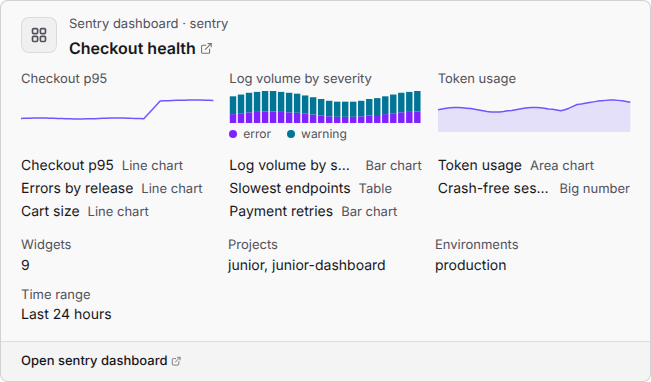 Sentry dashboard · sentry
Checkout health
Checkout p95
Log volume by severity
Token usage
error
warning
Checkout p95 Line chart
Log volume by s... Bar chart
Token usage Area chart
Errors by release Line chart
Slowest endpoints Table
Crash-free ses... Big number
Cart size Line chart
Payment retries Bar chart
Widgets
9
Projects
junior, junior-dashboard
Environments
production
Time range
Last 24 hours
Open sentry dashboard